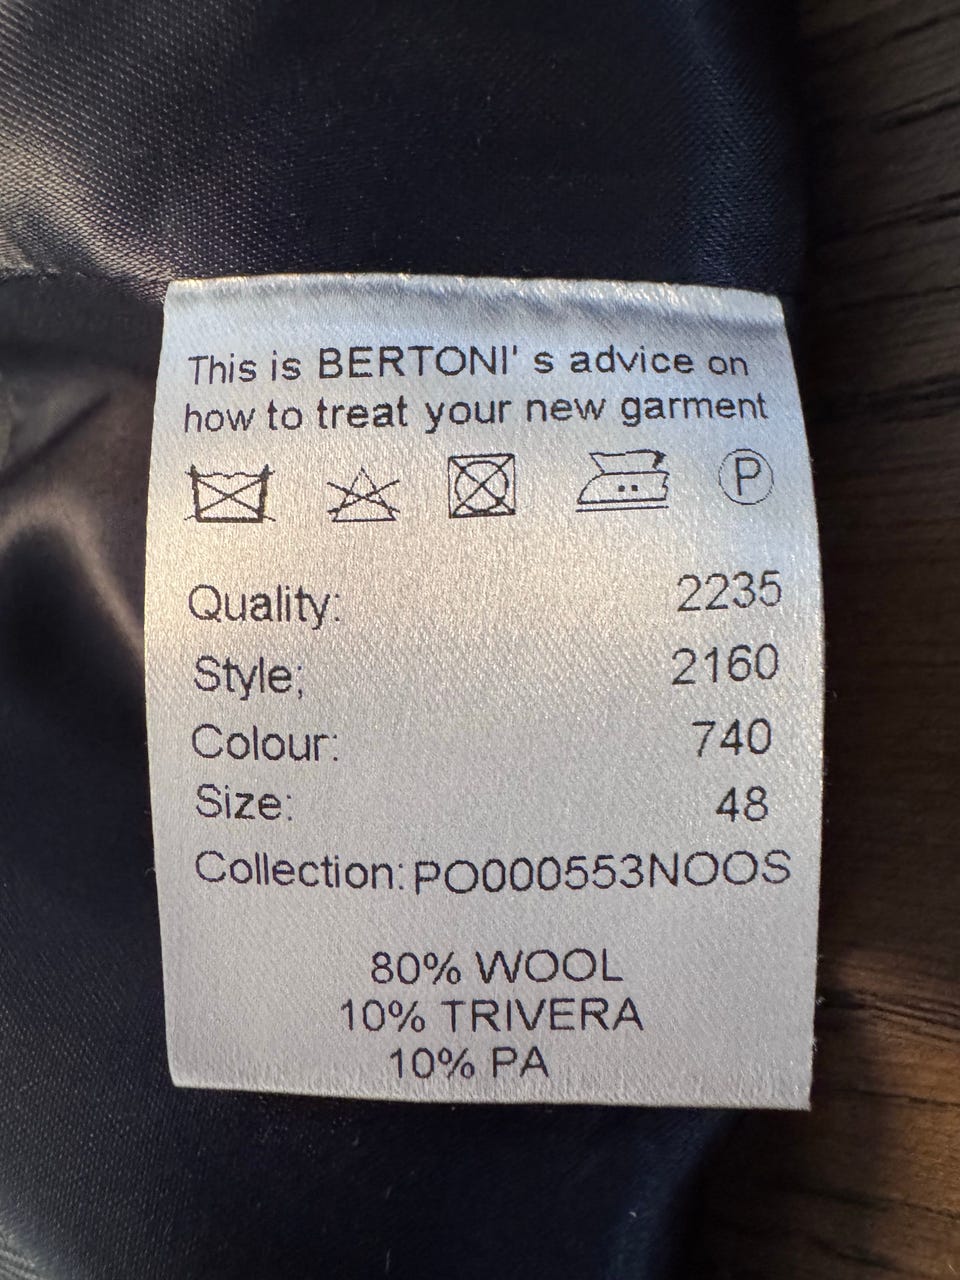 This is BERTONI' s advice on
how to treat your new garment
P
Quality: 2235
Style; 2160
Colour: 740
Size: 48
Collection: PO000553NOOS
80% WOOL
10% TRIVERA
10% PA